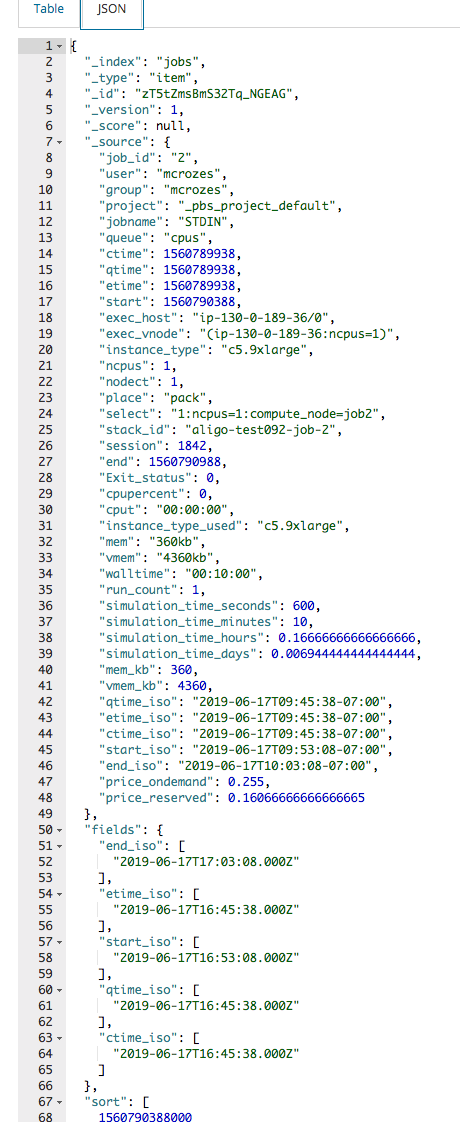 Table JSON
1 {
2 "_index": "jobs",
3 "_type": "item",
4 "_id": "zT5tZmsBmS3ZTq_NGEAG",
5 "_version": 1,
6 "_score": null,
7 "_source": {
8 "job_id": "2",
9 "user": "mcrozes",
10 "group": "mcrozes",
11 "project": "_pbs_project_default",
12 "jobname": "STDIN",
13 "queue": "cpus",
14 "ctime": 1560789938,
15 "qtime": 1560789938,
16 "etime": 1560789938,
17 "start": 1560790388,
18 "exec_host": "ip-130-0-189-36/0",
19 "exec_vnode": "(ip-130-0-189-36:ncpus=1)",
20 "instance_type": "c5.9xlarge",
21 "ncpus": 1,
22 "nodect": 1,
23 "place": "pack",
24 "select": "1:ncpus=1:compute_node=job2",
25 "stack_id": "aligo-test092-job-2",
26 "session": 1842,
27 "end": 1560790988,
28 "Exit_status": 0,
29 "cpupercent": 0,
30 "cput": "00:00:00",
31 "instance_type_used": "c5.9xlarge",
32 "mem": "360kb",
33 "vmem": "4360kb",
34 "walltime": "00:10:00",
35 "run_count": 1,
36 "simulation_time_seconds": 600,
37 "simulation_time_minutes": 10,
38 "simulation_time_hours": 0.16666666666666666,
39 "simulation_time_days": 0.006944444444444444,
40 "mem_kb": 360,
41 "vmem_kb": 4360,
42 "qtime_iso": "2019-06-17T09:45:38-07:00",
43 "etime_iso": "2019-06-17T09:45:38-07:00",
44 "ctime_iso": "2019-06-17T09:45:38-07:00",
45 "start_iso": "2019-06-17T09:53:08-07:00",
46 "end_iso": "2019-06-17T10:03:08-07:00",
47 "price_ondemand": 0.255,
48 "price_reserved": 0.16066666666666665
49 },
50 "fields": {
51 "end_iso": [
52 "2019-06-17T17:03:08.000Z"
53 ],
54 "etime_iso": [
55 "2019-06-17T16:45:38.000Z"
56 ],
57 "start_iso": [
58 "2019-06-17T16:53:08.000Z"
59 ],
60 "qtime_iso": [
61 "2019-06-17T16:45:38.000Z"
62 ],
63 "ctime_iso": [
64 "2019-06-17T16:45:38.000Z"
65 ]
66 },
67 "sort": [
68 1560790388000